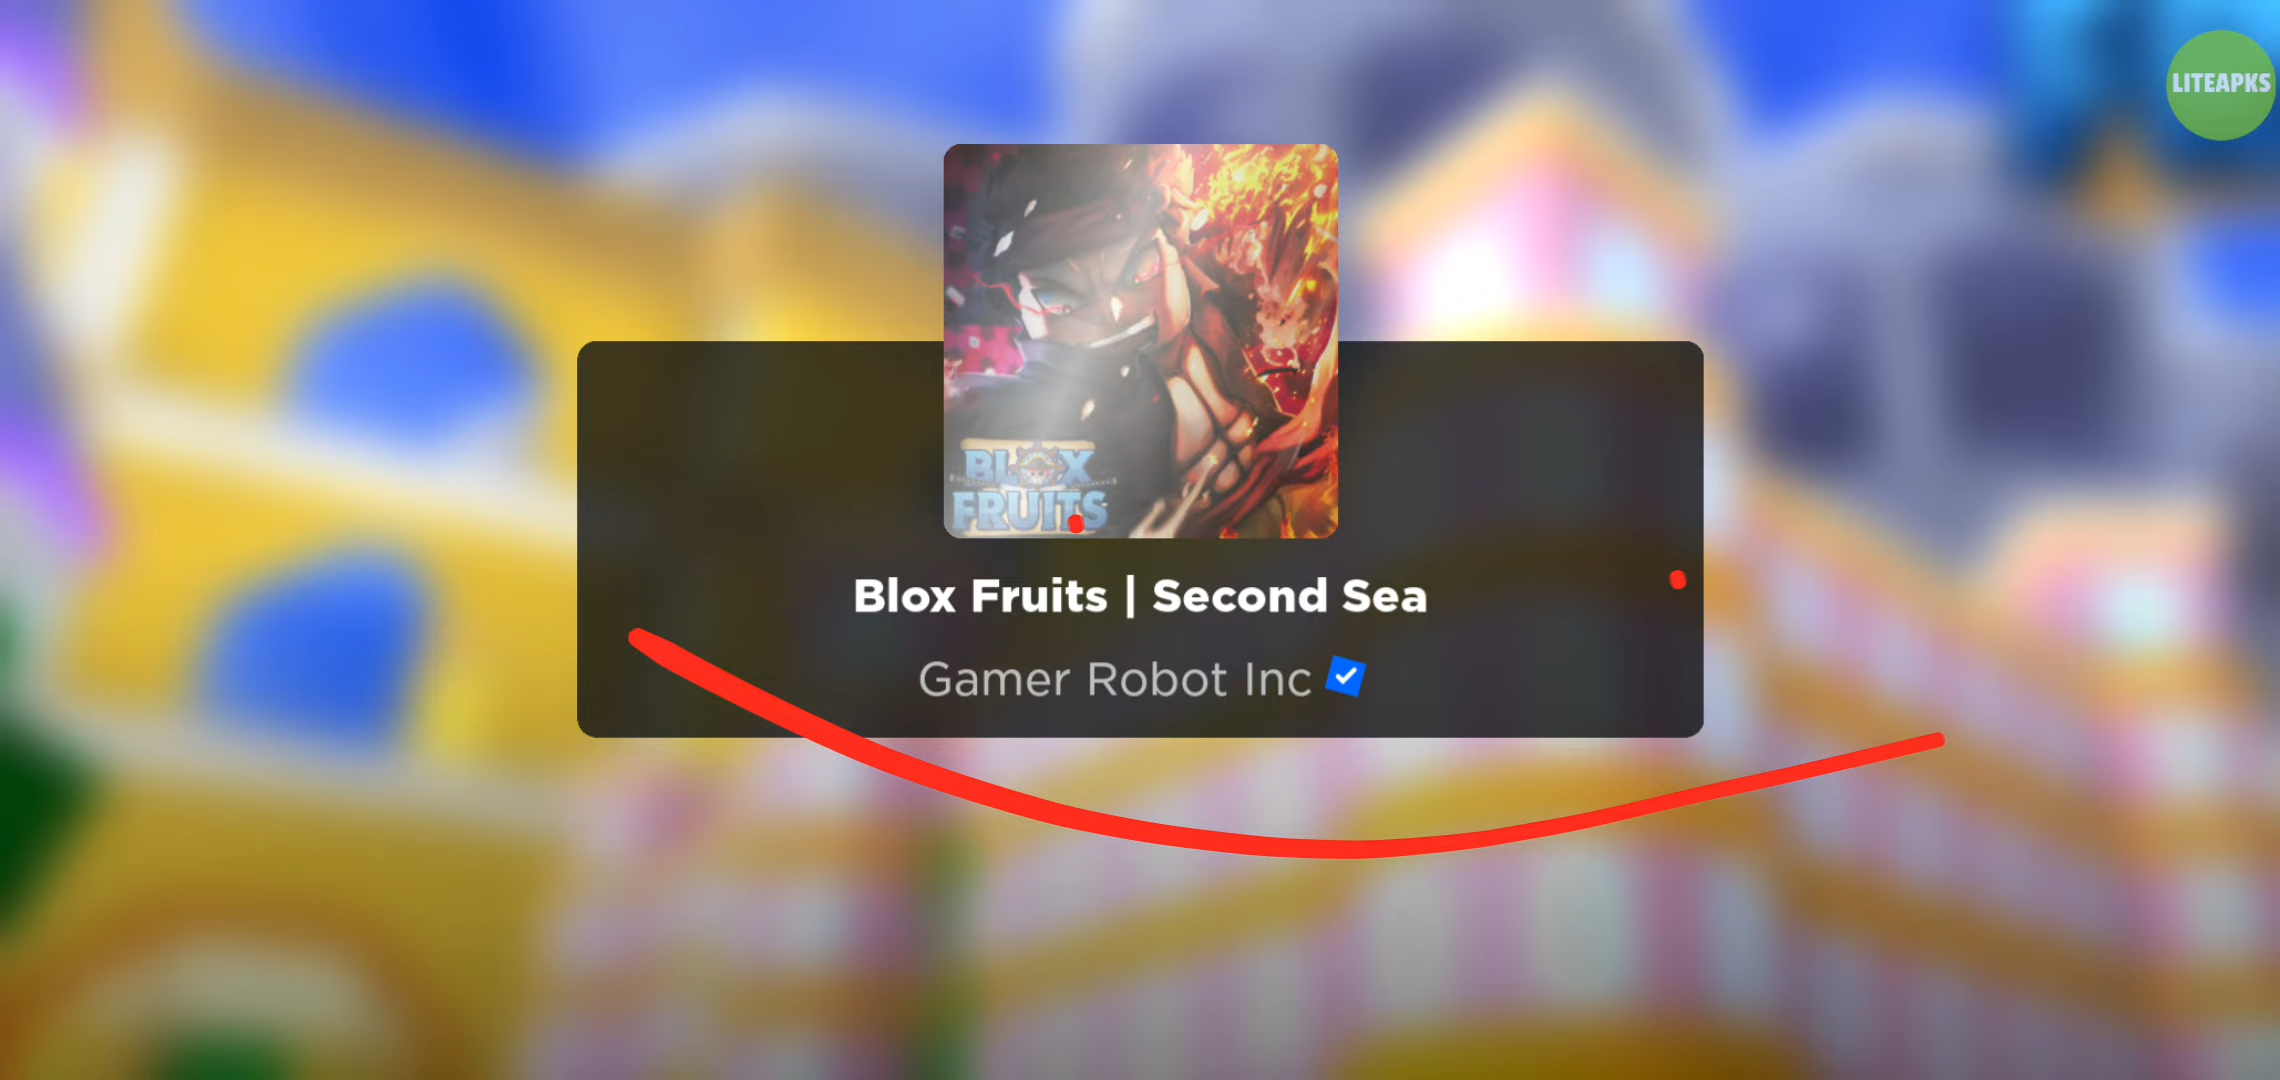 LITEAPKS
BLOX
FRUITS
Blox Fruits | Second Sea
Gamer Robot Inc